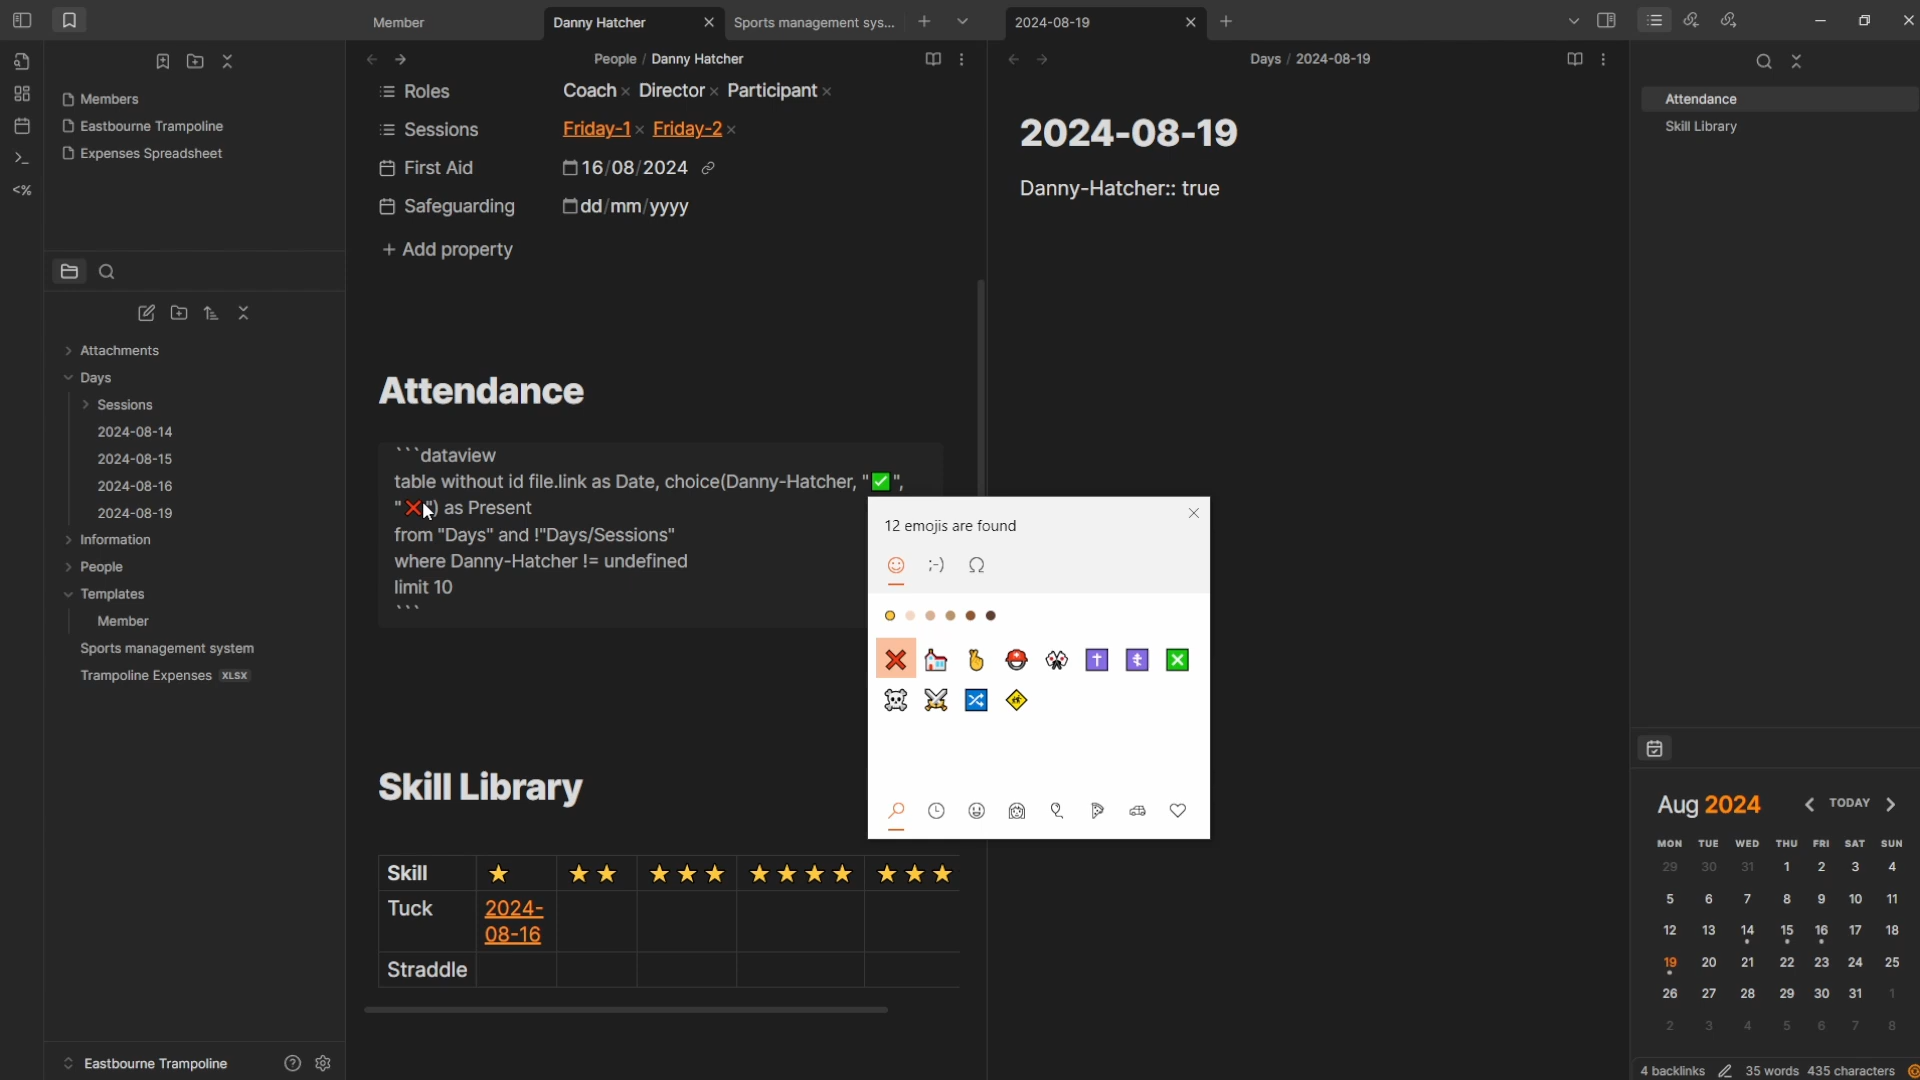 Member
Danny Hatcher
Sports management sys...
2024-08-19
Members
Eastbourne Trampoline
Expenses Spreadsheet
Attachments
Days
Sessions
2024-08-14
2024-08-15
2024-08-16
2024-08-19
Information
People
Templates
Member
Sports management system
Trampoline Expenses XLSX
Eastbourne Trampoline
People / Danny Hatcher
Roles Coach Director Participant
Sessions Friday-1 Friday-2
First Aid 16/08/2024
Safeguarding dd/mm/yyyy
+ Add property
Attendance
```dataview
table without id file.link as Date, choice(Danny-Hatcher, "✅",
"❌") as Present
from "Days" and !"Days/Sessions"
where Danny-Hatcher != undefined
limit 10
```
Skill Library
Skill ⭐ ⭐⭐ ⭐⭐⭐ ⭐⭐⭐⭐ ⭐⭐⭐
Tuck 2024-
08-16
Straddle
12 emojis are found
;-) Ω
Days / 2024-08-19
2024-08-19
Danny-Hatcher:: true
Attendance
Skill Library
Aug 2024 TODAY
MON TUE WED THU FRI SAT SUN
29 30 31 1 2 3 4
5 6 7 8 9 10 11
12 13 14 15 16 17 18
19 20 21 22 23 24 25
26 27 28 29 30 31 1
2 3 4 5 6 7 8
4 backlinks 35 words 435 characters